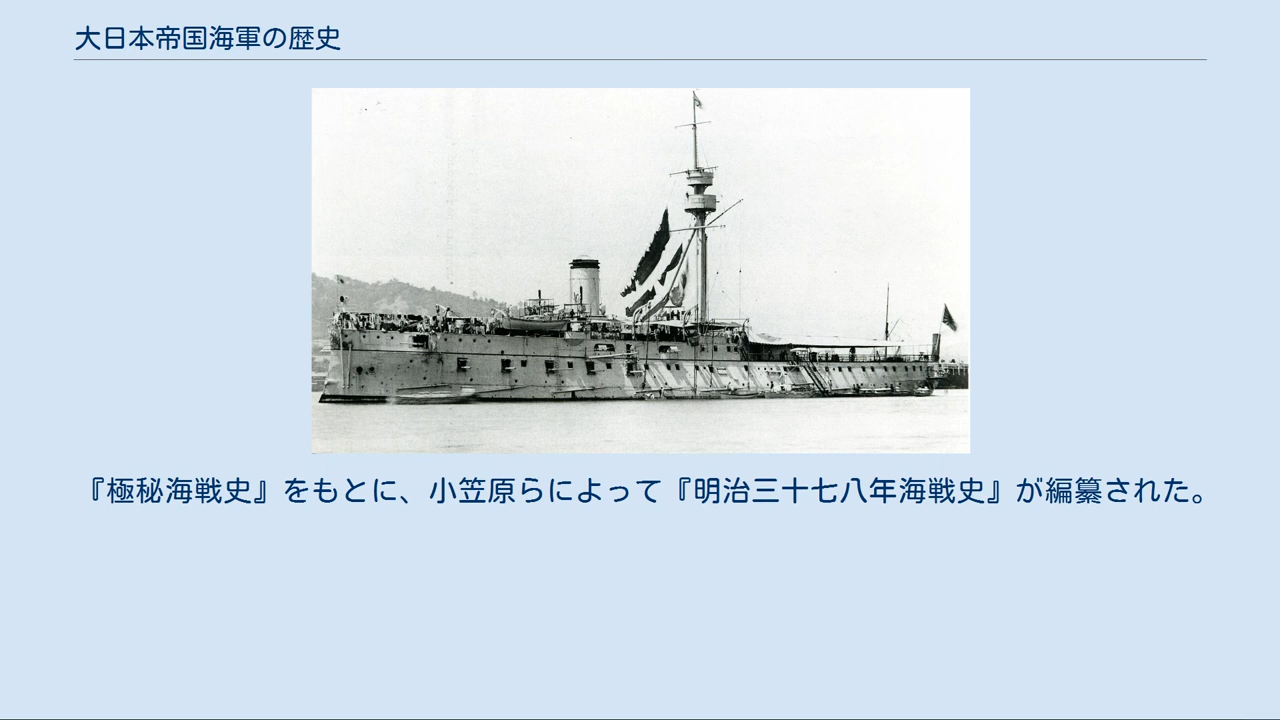 大日本帝国海軍の歴史
『極秘海戦史』をもとに、小笠原らによって『明治三十七八年海戦史』が編纂された。